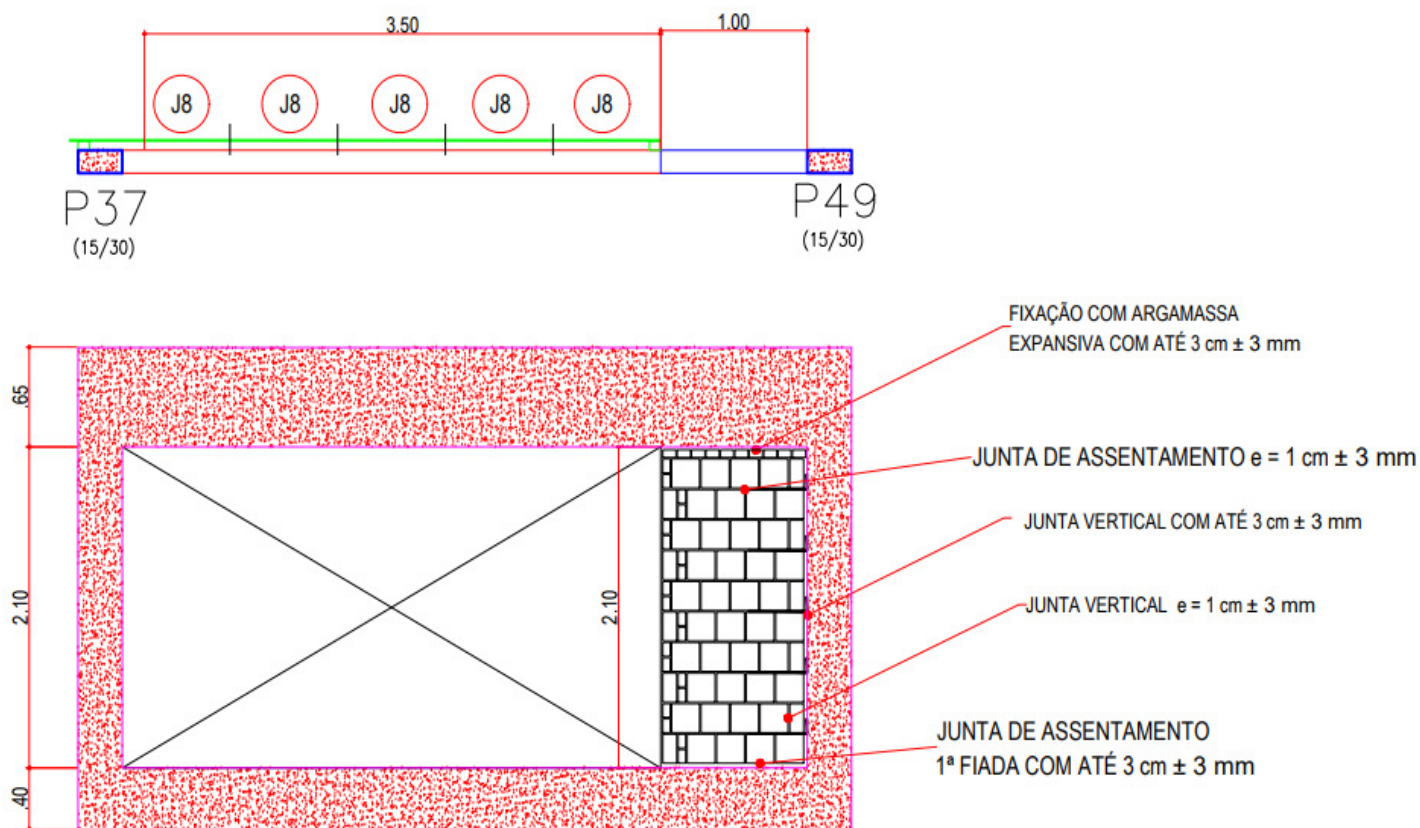 3.50
1.00
J8
J8
J8
J8
J8
P37
(15/30)
P49
(15/30)
FIXAÇÃO COM ARGAMASSA
EXPANSIVA COM ATÉ 3 cm ± 3 mm
.65
JUNTA DE ASSENTAMENTO e = 1 cm ± 3 mm
JUNTA VERTICAL COM ATÉ 3 cm ± 3 mm
2.10
2.10
JUNTA VERTICAL e = 1 cm ± 3 mm
JUNTA DE ASSENTAMENTO
1ª FIADA COM ATÉ 3 cm ± 3 mm
.40